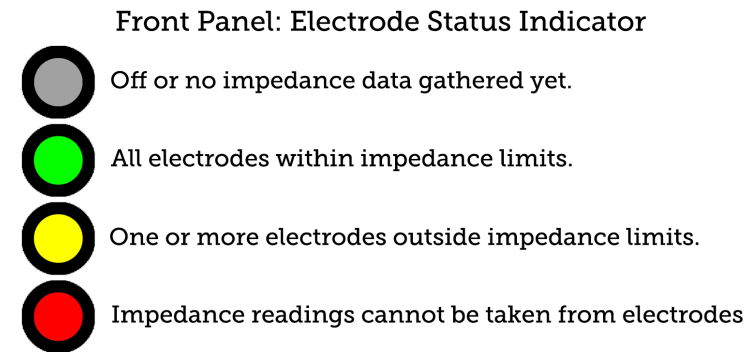 Front Panel: Electrode Status Indicator
Off or no impedance data gathered yet.
All electrodes within impedance limits.
One or more electrodes outside impedance limits.
Impedance readings cannot be taken from electrodes